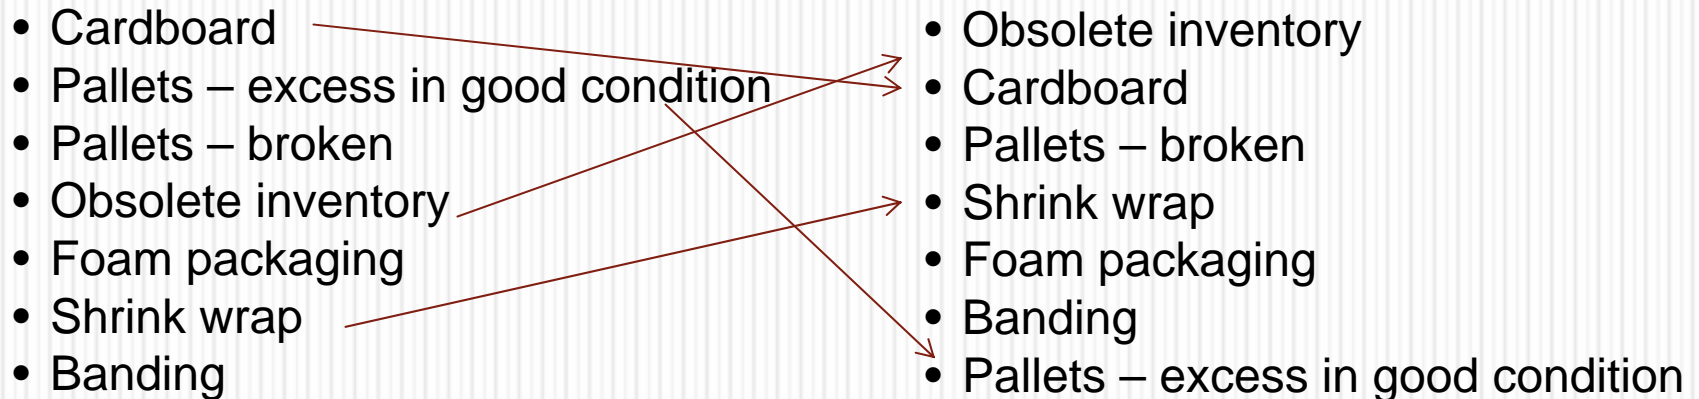 • Cardboard
• Pallets – excess in good condition
• Pallets – broken
• Obsolete inventory
• Foam packaging
• Shrink wrap
• Banding
• Obsolete inventory
• Cardboard
• Pallets – broken
• Shrink wrap
• Foam packaging
• Banding
• Pallets – excess in good condition